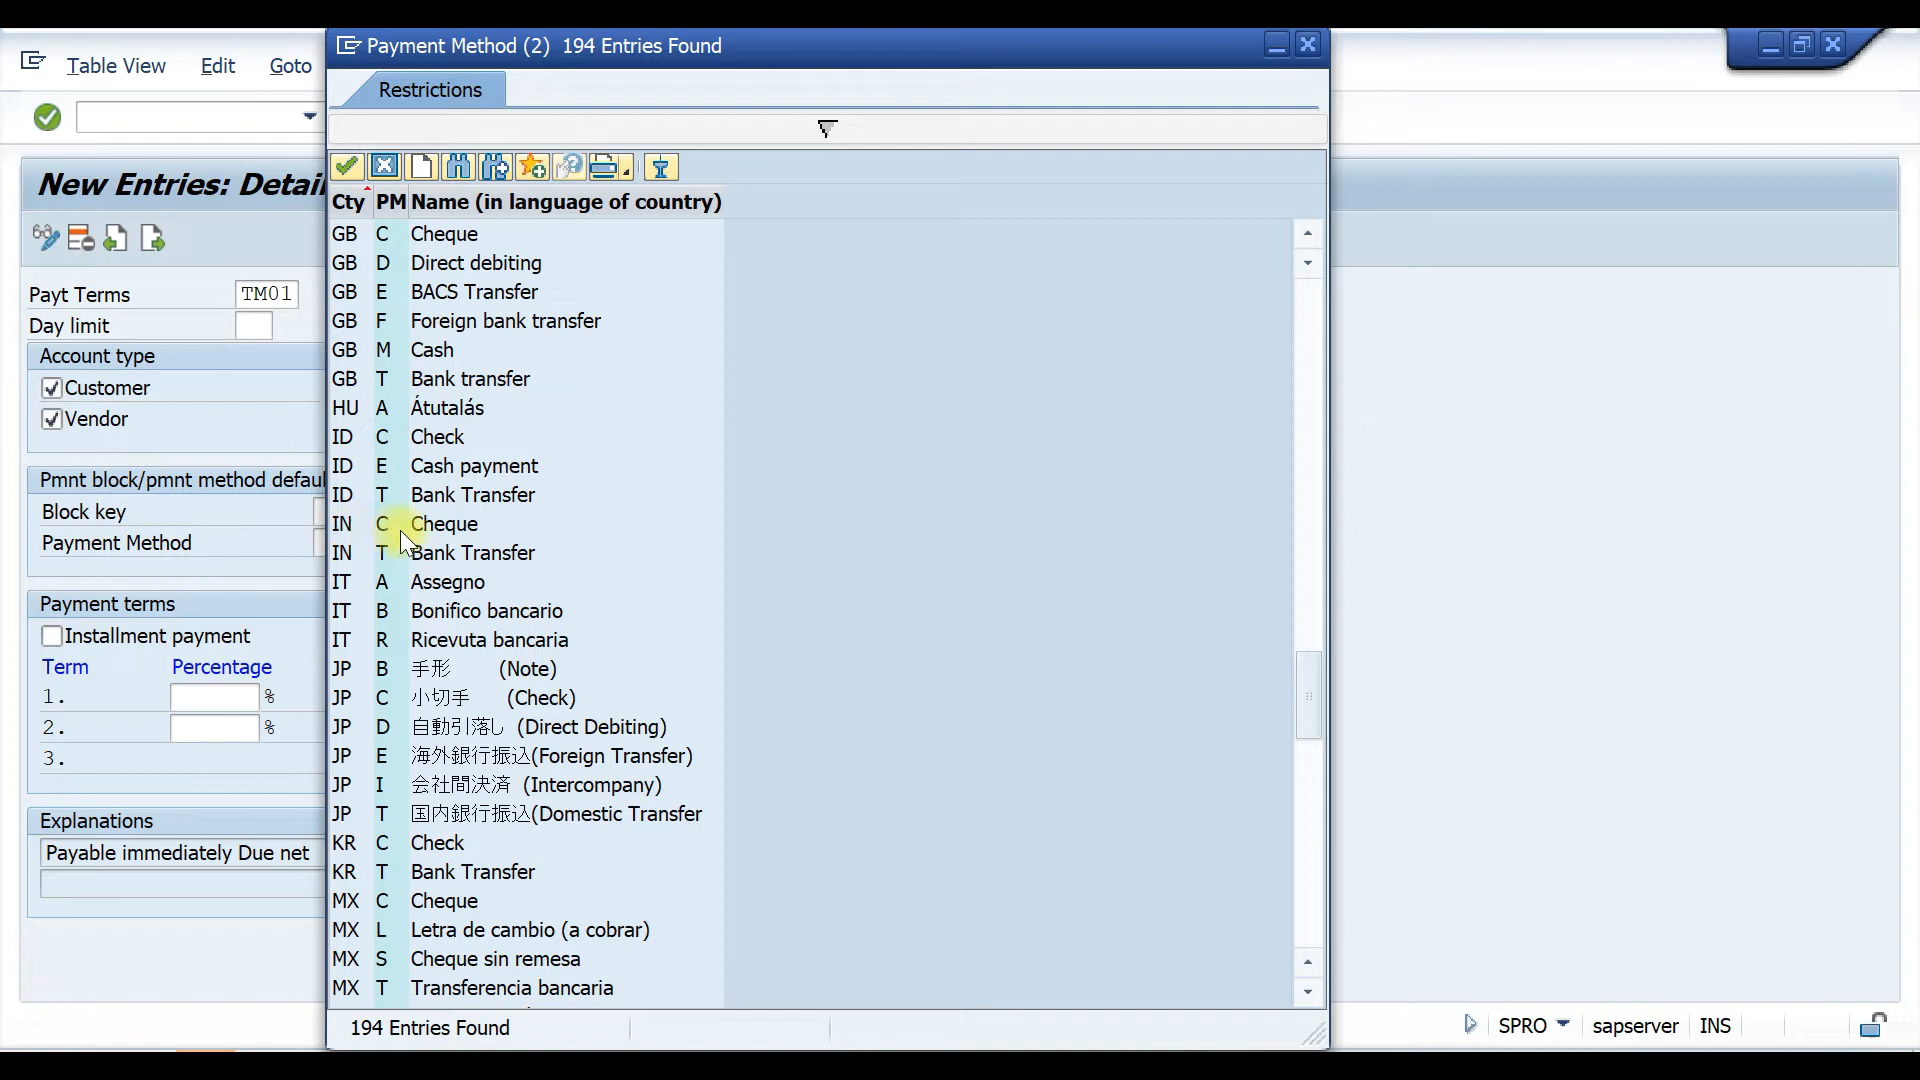 Payment Method (2) 194 Entries Found
Table View Edit Goto
Restrictions
New Entries: Detail
Cty PM Name (in language of country)
GB C Cheque
GB D Direct debiting
GB E BACS Transfer
GB F Foreign bank transfer
GB M Cash
GB T Bank transfer
HU A Átutalás
ID C Check
ID E Cash payment
ID T Bank Transfer
IN C Cheque
IN T Bank Transfer
IT A Assegno
IT B Bonifico bancario
IT R Ricevuta bancaria
JP B 手形 (Note)
JP C 小切手 (Check)
JP D 自動引落し (Direct Debiting)
JP E 海外銀行振込(Foreign Transfer)
JP I 会社間決済 (Intercompany)
JP T 国内銀行振込(Domestic Transfer
KR C Check
KR T Bank Transfer
MX C Cheque
MX L Letra de cambio (a cobrar)
MX S Cheque sin remesa
MX T Transferencia bancaria
194 Entries Found
Payt Terms TM01
Day limit
Account type
Customer
Vendor
Pmnt block/pmnt method defaul
Block key
Payment Method
Payment terms
Installment payment
Term Percentage
1. %
2. %
3.
Explanations
Payable immediately Due net
SPRO sapserver INS